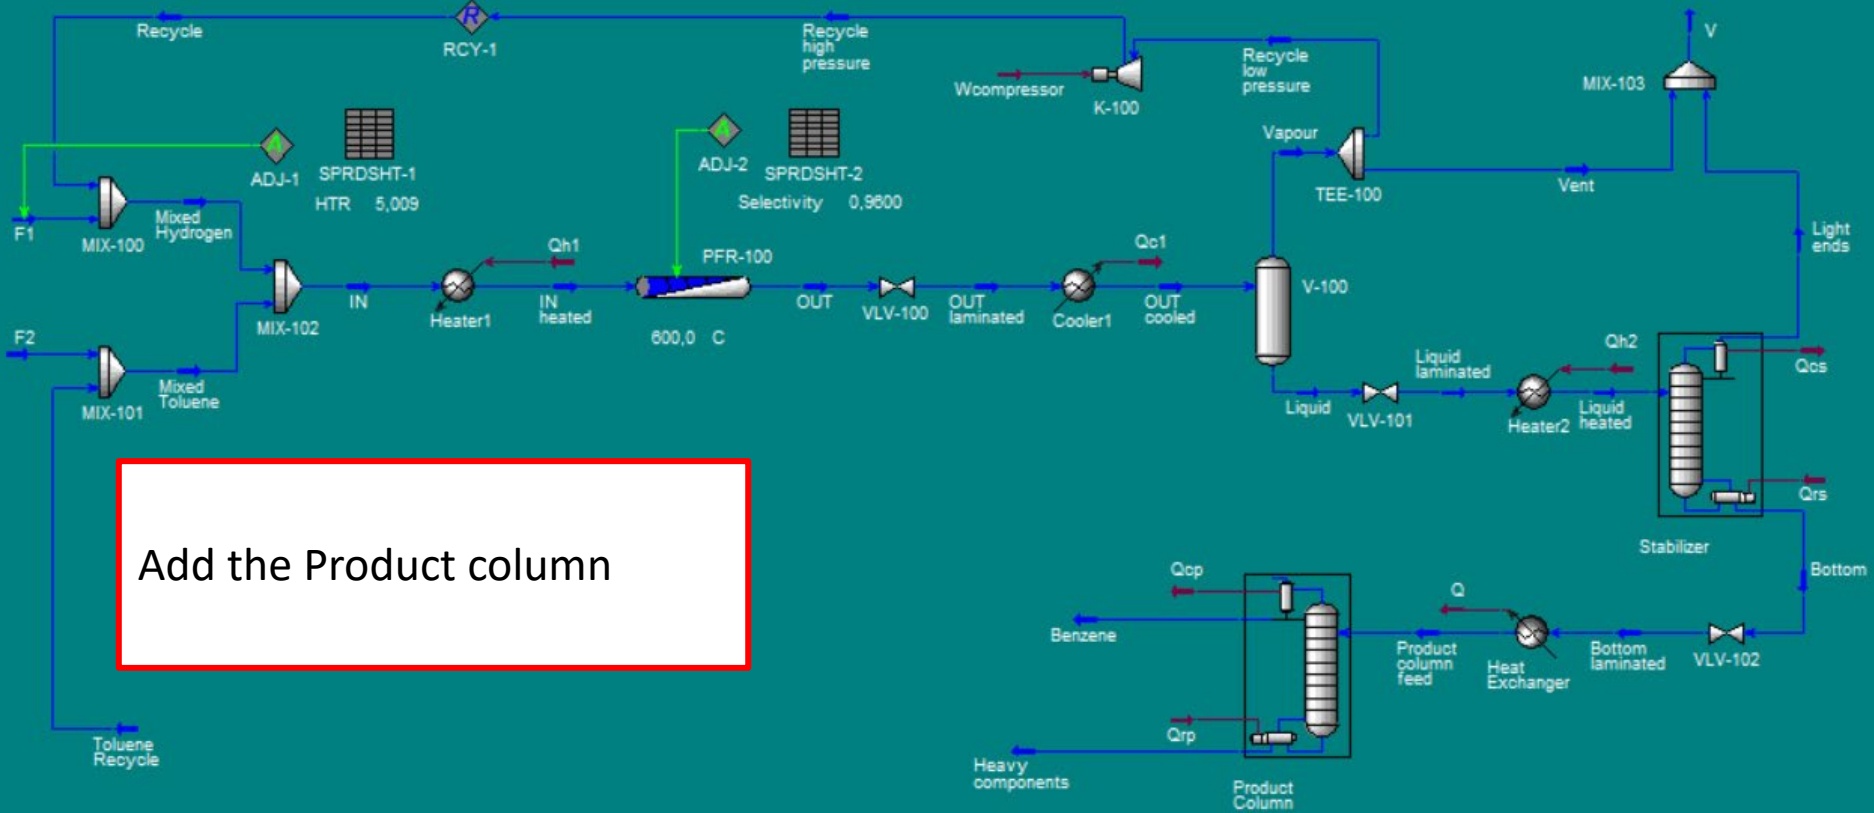 Recycle
RCY-1
Recycle
high
pressure
Recycle
low
pressure
V
MIX-103
Wcompressor
K-100
Vapour
TEE-100
Vent
ADJ-1
SPRDSHT-1
HTR 5,009
ADJ-2
SPRDSHT-2
Selectivity 0,9600
F1
MIX-100
Mixed
Hydrogen
Light
ends
MIX-102
IN
Heater1
Qh1
IN
heated
PFR-100
600,0 C
OUT
VLV-100
OUT
laminated
Qc1
Cooler1
OUT
cooled
V-100
F2
MIX-101
Mixed
Toluene
Liquid
VLV-101
Liquid
laminated
Qh2
Heater2
Liquid
heated
Qcs
Qrs
Stabilizer
Bottom
Add the Product column
Qcp
Benzene
Qrp
Heavy
components
Product
Column
Product
column
feed
Q
Heat
Exchanger
Bottom
laminated
VLV-102
Toluene
Recycle
A
A
R